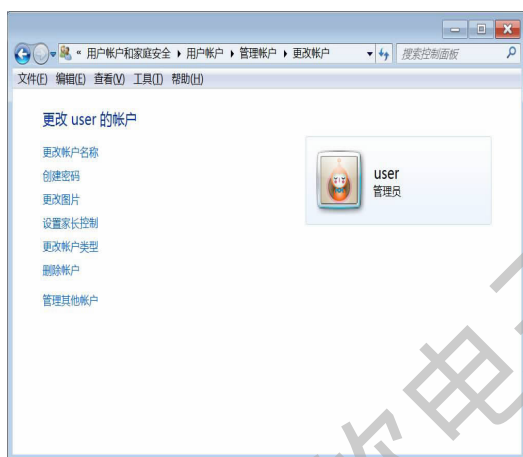 « 用户帐户和家庭安全 ▸ 用户帐户 ▸ 管理帐户 ▸ 更改帐户
搜索控制面板
文件(F) 编辑(E) 查看(V) 工具(T) 帮助(H)
更改 user 的帐户
更改帐户名称
创建密码
更改图片
设置家长控制
更改帐户类型
删除帐户
管理其他帐户
user
管理员
软电子